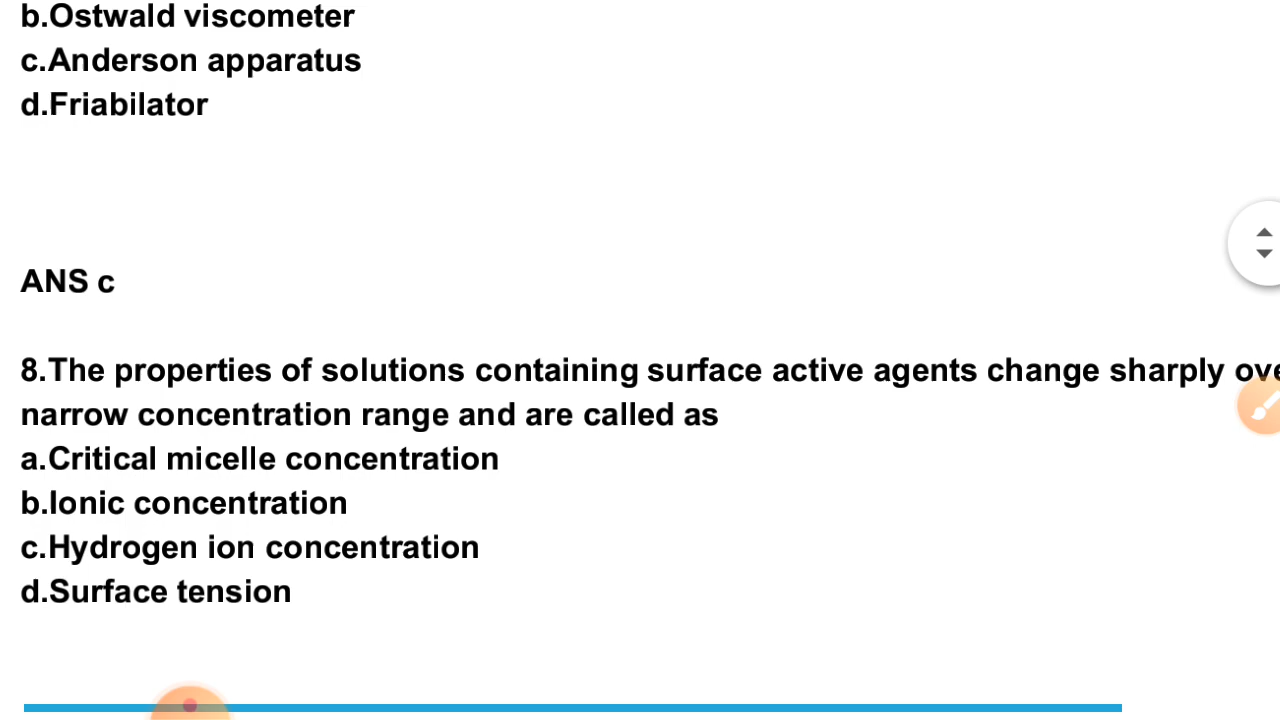 b.Ostwald viscometer
c.Anderson apparatus
d.Friabilator
ANS c
8.The properties of solutions containing surface active agents change sharply
narrow concentration range and are called as
a.Critical micelle concentration
b.Ionic concentration
c.Hydrogen ion concentration
d.Surface tension